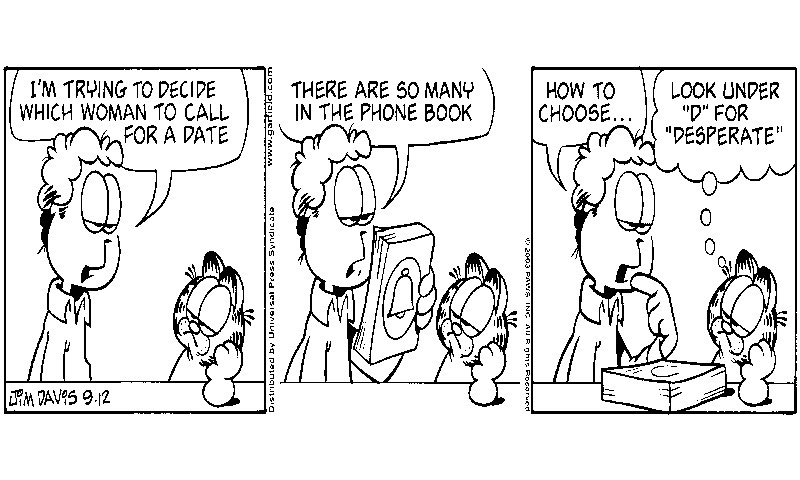 I'M TRYING TO DECIDE
WHICH WOMAN TO CALL
FOR A DATE
JIM DAVIS 9.12
www.garfield.com
Distributed by Universal Press Syndicate
THERE ARE SO MANY
IN THE PHONE BOOK
© 2003 PAWS, INC. All Rights Reserved
HOW TO
CHOOSE...
LOOK UNDER
"D" FOR
"DESPERATE"